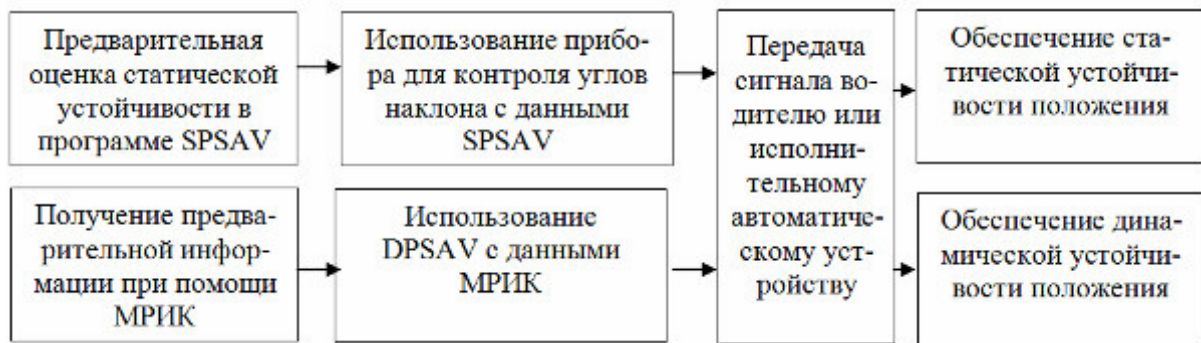 Предварительная
оценка статической
устойчивости в
программе SPSAV
Использование прибо-
ра для контроля углов
наклона с данными
SPSAV
Передача
сигнала во-
дителю или
исполни-
тельному
автоматиче-
скому уст-
ройству
Обеспечение ста-
тической устойчи-
вости положения
Получение предва-
рительной инфор-
мации при помощи
МРИК
Использование
DPSAV с данными
МРИК
Обеспечение дина-
мической устойчи-
вости положения